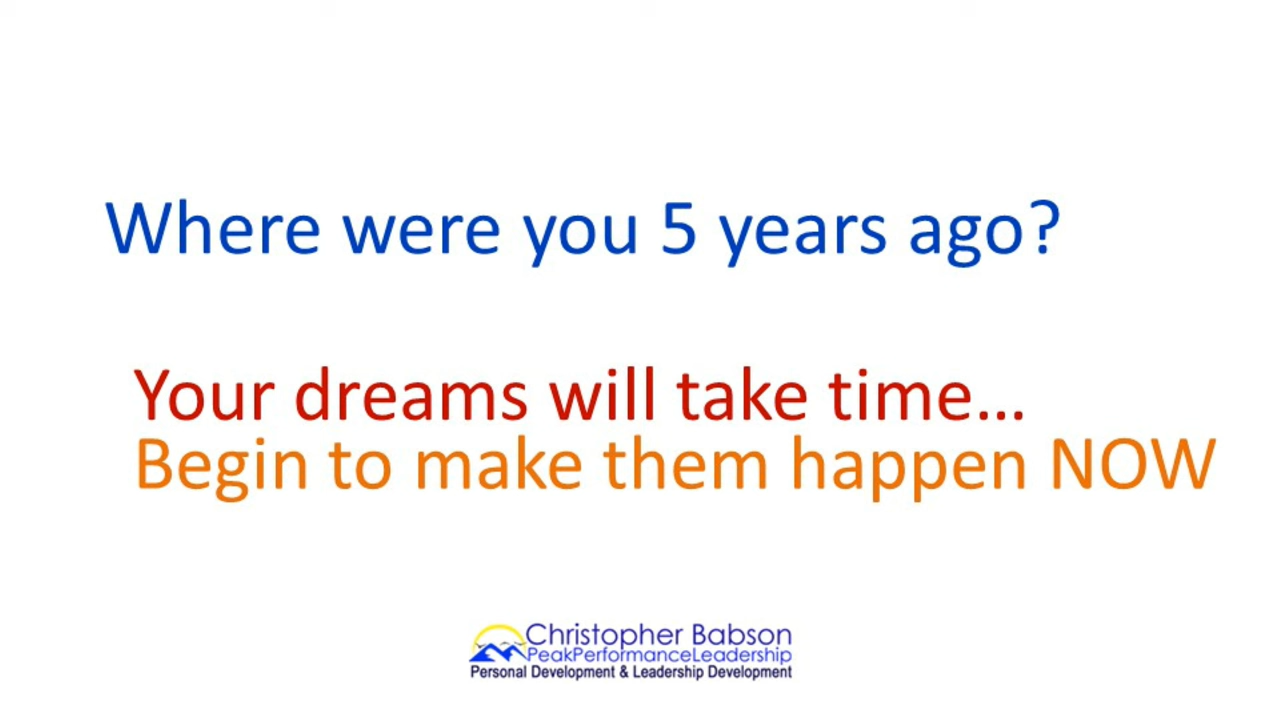 Where were you 5 years ago?
Your dreams will take time...
Begin to make them happen NOW
Christopher Babson
PeakPerformanceLeadership
Personal Development & Leadership Development